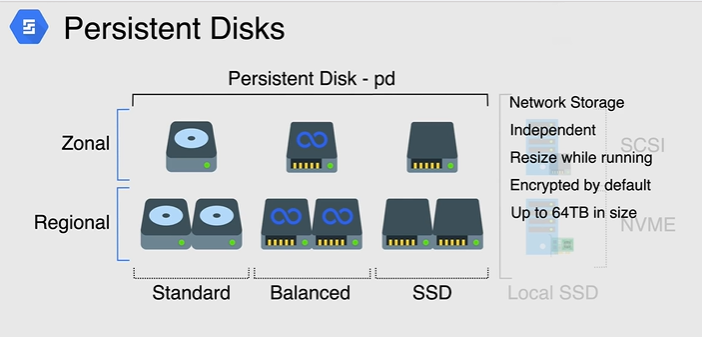 Persistent Disks
Persistent Disk - pd
Network Storage
Zonal
Independent
SCSI
Resize while running
Encrypted by default
Regional
Up to 64TB in size
NVME
Standard
Balanced
SSD
Local SSD